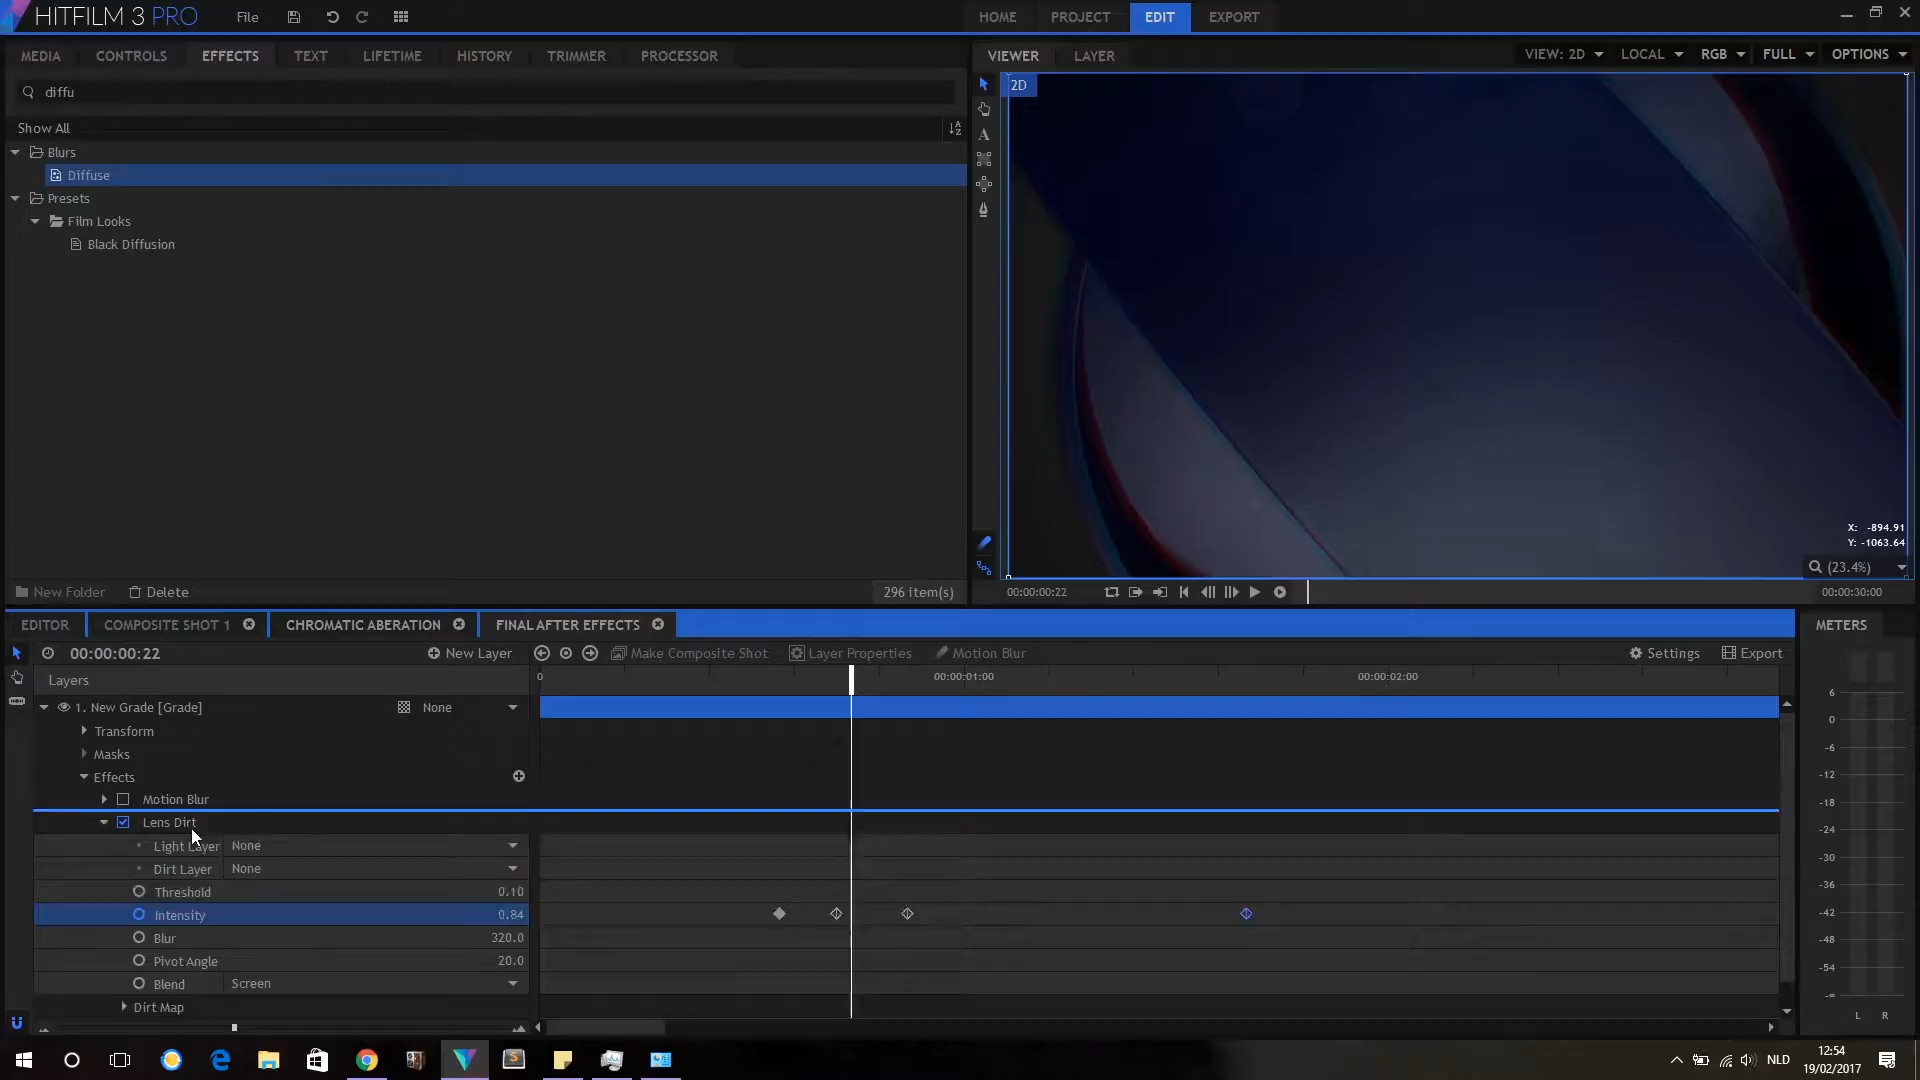 HITFILM 3 PRO File HOME PROJECT EDIT EXPORT
MEDIA CONTROLS EFFECTS TEXT LIFETIME HISTORY TRIMMER PROCESSOR
VIEWER LAYER VIEW: 2D LOCAL RGB FULL OPTIONS
diffu
2D
Show All
Blurs
Diffuse
Presets
Film Looks
Black Diffusion
X: -894.91
Y: -1063.64
(23.4%)
New Folder Delete 296 item(s)
00:00:00:22 00:00:30:00
EDITOR COMPOSITE SHOT 1 CHROMATIC ABERATION FINAL AFTER EFFECTS
METERS
00:00:00:22 New Layer Make Composite Shot Layer Properties Motion Blur Settings Export
Layers 0 00:00:01:00 00:00:02:00
1. New Grade [Grade] None
Transform
Masks
Effects
Motion Blur
Lens Dirt
Light Layer None
Dirt Layer None
Threshold 0.10
Intensity 0.84
Blur 320.0
Pivot Angle 20.0
Blend Screen
Dirt Map
6
0
-6
-12
-18
-24
-30
-36
-42
-48
-54
-∞
L R
NLD
12:54
19/02/2017